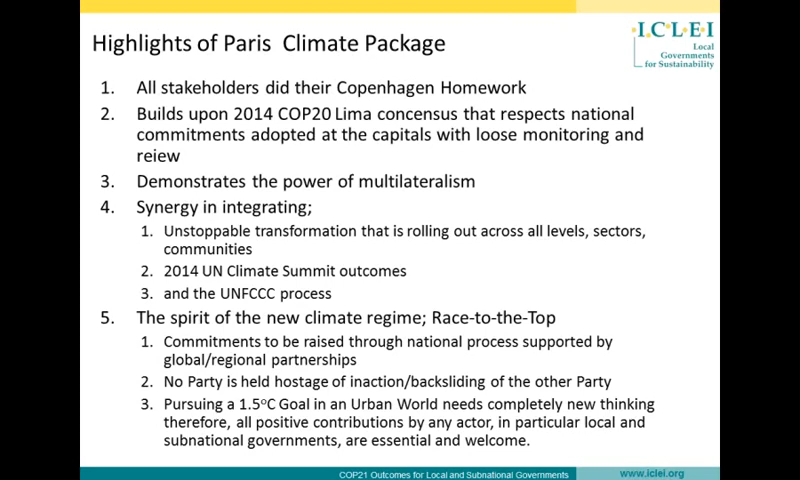 Highlights of Paris Climate Package
I.C.L.E.I
Local
Governments
for Sustainability
1. All stakeholders did their Copenhagen Homework
2. Builds upon 2014 COP20 Lima concensus that respects national
commitments adopted at the capitals with loose monitoring and
reiew
3. Demonstrates the power of multilateralism
4. Synergy in integrating;
1. Unstoppable transformation that is rolling out across all levels, sectors,
communities
2. 2014 UN Climate Summit outcomes
3. and the UNFCCC process
5. The spirit of the new climate regime; Race-to-the-Top
1. Commitments to be raised through national process supported by
global/regional partnerships
2. No Party is held hostage of inaction/backsliding of the other Party
3. Pursuing a 1.5°C Goal in an Urban World needs completely new thinking
therefore, all positive contributions by any actor, in particular local and
subnational governments, are essential and welcome.
COP21 Outcomes for Local and Subnational Governments
www.iclei.org